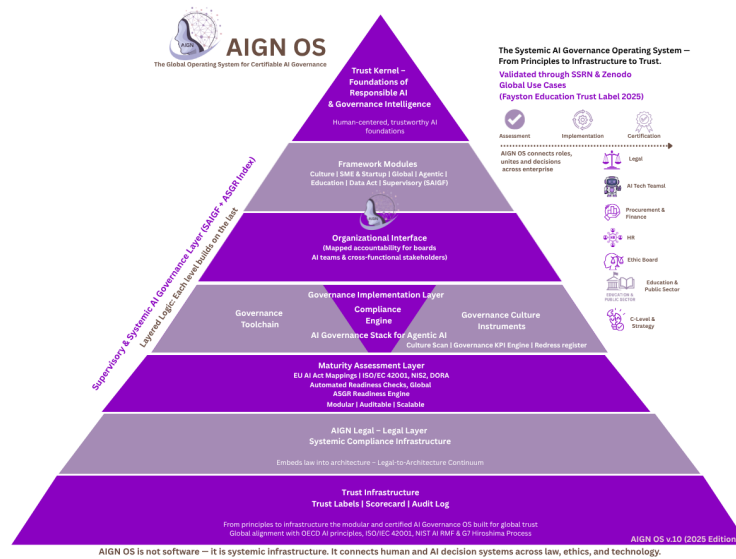 AIGN
AIGN OS
The Global Operating System for Certifiable AI Governance
The Systemic AI Governance Operating System —
From Principles to Infrastructure to Trust.
Validated through SSRN & Zenodo
Global Use Cases
(Fayston Education Trust Label 2025)
Assessment
Implementation
Certification
AIGN OS connects roles,
unites and decisions
across enterprise
Legal
AI Tech Teamsl
Procurement &
Finance
HR
Ethic Board
EDUCATION &
PUBLIC SECTOR
Education &
Public Sector
C-Level &
Strategy
Supervisory & Systemic AI Governance Layer (SAIGF + ASGR Index)
Layered Logic: Each level builds on the last
Trust Kernel –
Foundations of
Responsible AI
& Governance Intelligence
Human-centered, trustworthy AI
foundations
Framework Modules
Culture | SME & Startup | Global | Agentic |
Education | Data Act | Supervisory (SAIGF)
AIGN
Organizational Interface
(Mapped accountability for boards
AI teams & cross-functional stakeholders)
Governance Implementation Layer
Governance
Toolchain
Compliance
Engine
Governance Culture
Instruments
AI Governance Stack for Agentic AI
Culture Scan | Governance KPI Engine | Redress register
Maturity Assessment Layer
EU AI Act Mappings | ISO/EC 42001, NIS2, DORA
Automated Readiness Checks, Global
ASGR Readiness Engine
Modular | Auditable | Scalable
AIGN Legal – Legal Layer
Systemic Compliance Infrastructure
Embeds law into architecture – Legal-to-Architecture Continuum
Trust Infrastructure
Trust Labels | Scorecard | Audit Log
From principles to infrastructure the modular and certified AI Governance OS built for global trust
Global alignment with OECD AI principles, ISO/IEC 42001, NIST AI RMF & G7 Hiroshima Process
AIGN OS v.10 (2025 Edition
AIGN OS is not software — it is systemic infrastructure. It connects human and AI decision systems across law, ethics, and technology.